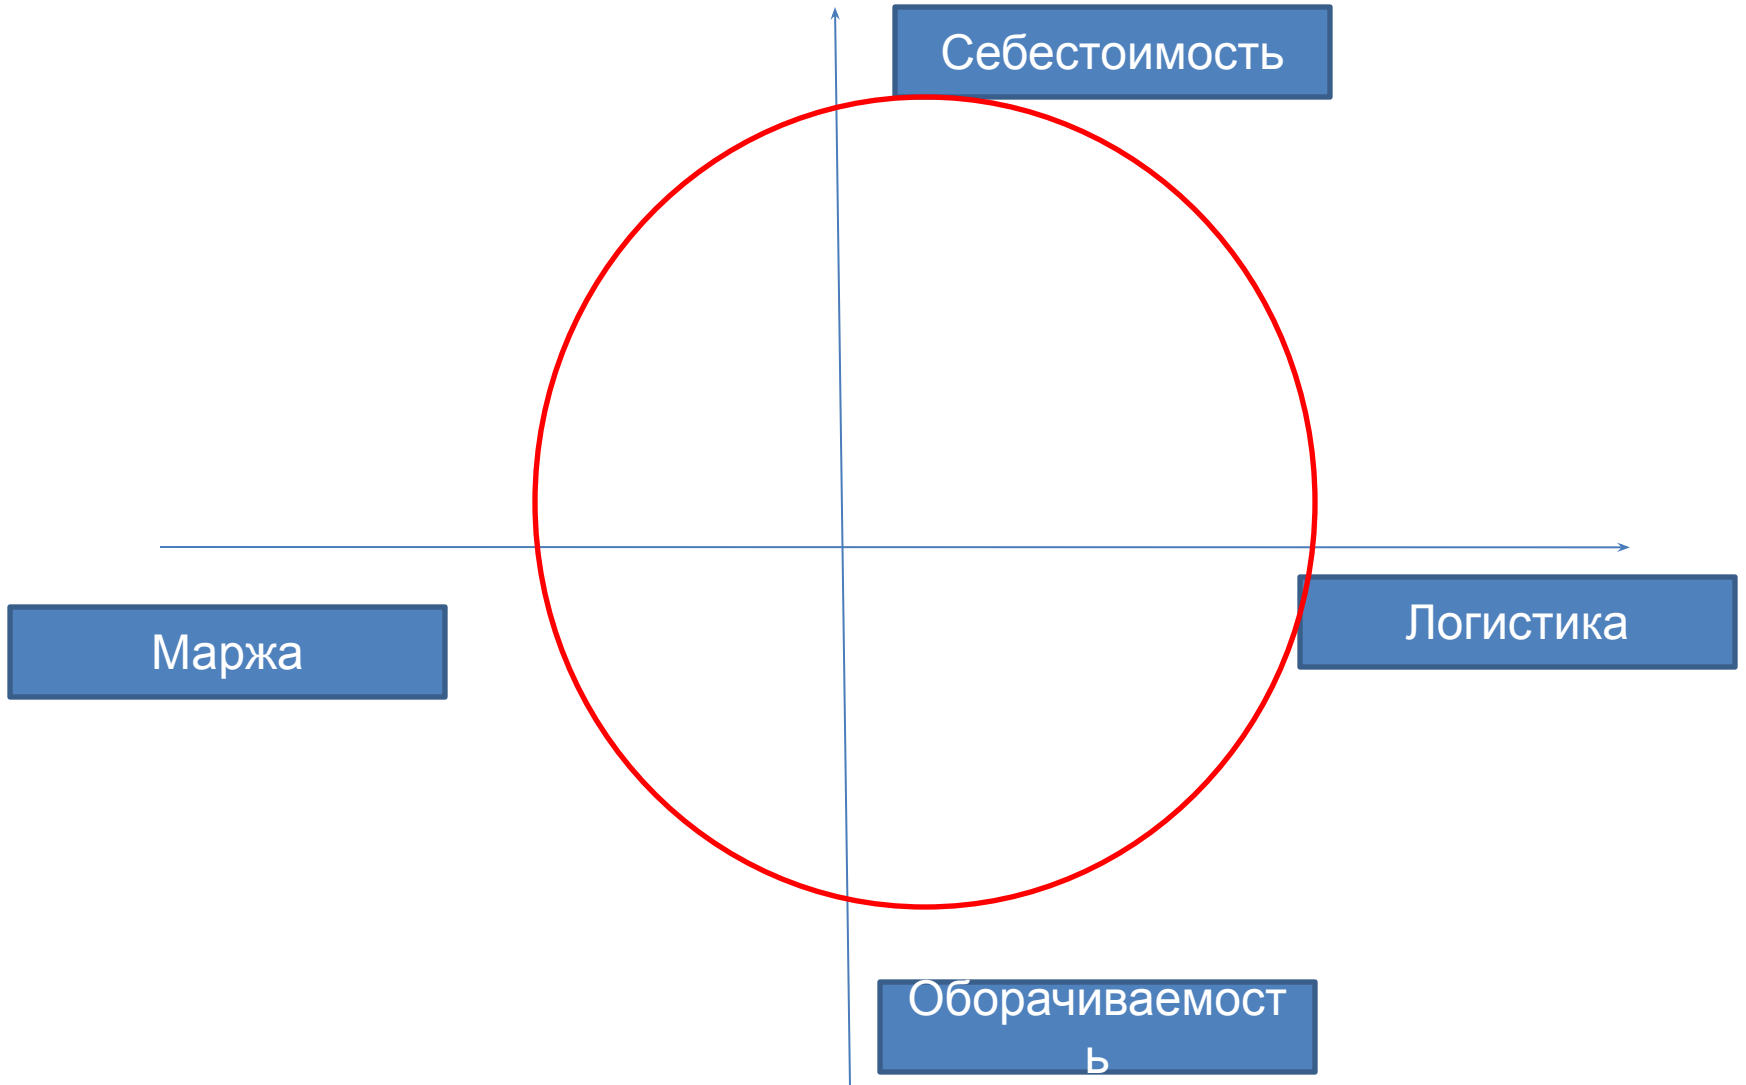 Себестоимость
Логистика
Маржа
Оборачиваемост
ь